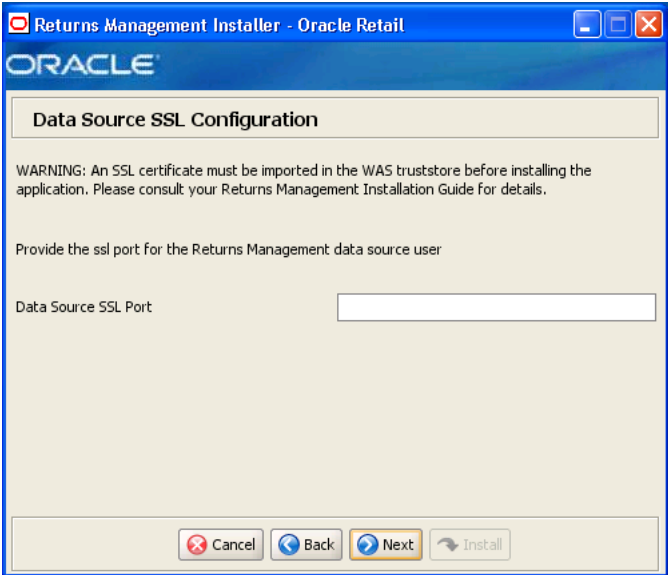 Returns Management Installer - Oracle Retail
ORACLE
Data Source SSL Configuration
WARNING: An SSL certificate must be imported in the WAS truststore before installing the
application. Please consult your Returns Management Installation Guide for details.
Provide the ssl port for the Returns Management data source user
Data Source SSL Port
Cancel
Back
Next
Install